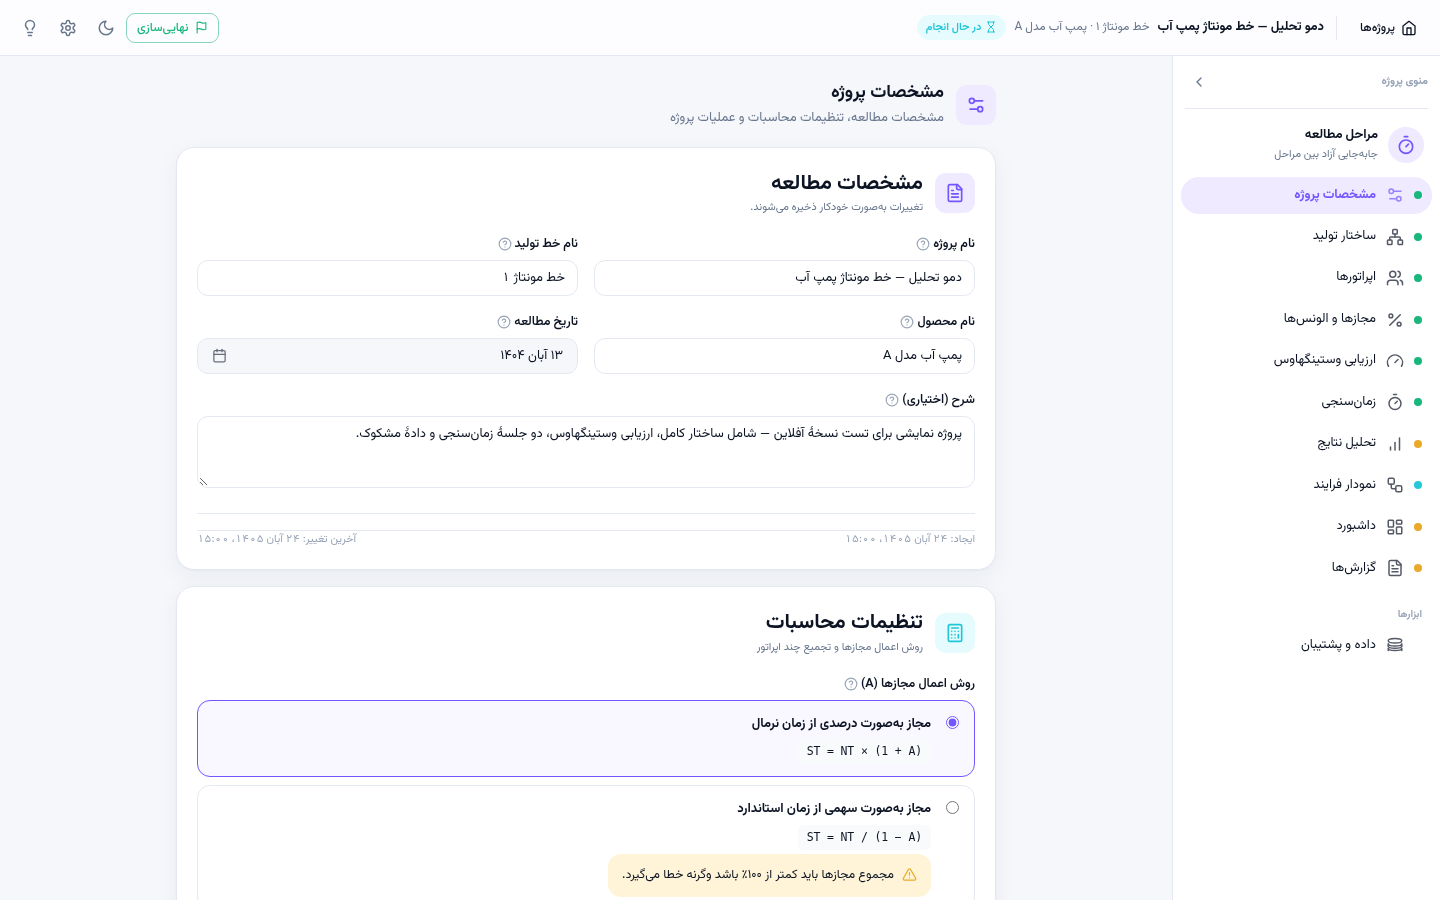 پروژه‌ها
دمو تحلیل — خط مونتاژ پمپ آب
خط مونتاژ ۱ · پمپ آب مدل A
در حال انجام
نهایی‌سازی
منوی پروژه
مراحل مطالعه
جابه‌جایی آزاد بین مراحل
مشخصات پروژه
ساختار تولید
اپراتورها
مجازها و الونس‌ها
ارزیابی وستینگهاوس
زمان‌سنجی
تحلیل نتایج
نمودار فرایند
داشبورد
گزارش‌ها
ابزارها
داده و پشتیبان
مشخصات پروژه
مشخصات مطالعه، تنظیمات محاسبات و عملیات پروژه
مشخصات مطالعه
تغییرات به‌صورت خودکار ذخیره می‌شوند.
نام پروژه
دمو تحلیل — خط مونتاژ پمپ آب
نام خط تولید
خط مونتاژ ۱
نام محصول
پمپ آب مدل A
تاریخ مطالعه
۱۳ آبان ۱۴۰۴
شرح (اختیاری)
پروژه نمایشی برای تست نسخهٔ آفلاین — شامل ساختار کامل، ارزیابی وستینگهاوس، دو جلسهٔ زمان‌سنجی و دادهٔ مشکوک.
ایجاد: ۲۴ آبان ۱۴۰۵، ۱۵:۰۰
آخرین تغییر: ۲۴ آبان ۱۴۰۵، ۱۵:۰۰
تنظیمات محاسبات
روش اعمال مجازها و تجمیع چند اپراتور
روش اعمال مجازها (A)
مجاز به‌صورت درصدی از زمان نرمال
ST = NT × (1 + A)
مجاز به‌صورت سهمی از زمان استاندارد
ST = NT / (1 − A)
مجموع مجازها باید کمتر از ۱۰۰٪ باشد وگرنه خطا می‌گیرد.